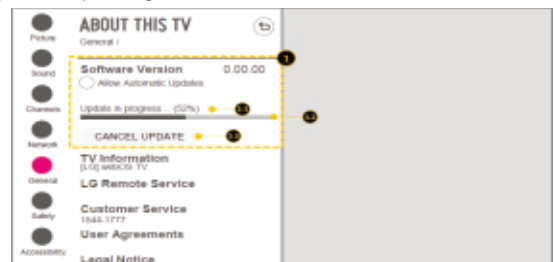 ABOUT THIS TV
General /
Picture
Sound
Channels
Network
General
Safety
Accessibility
1
Software Version 0.00.00
Allow Automatic Updates
Update in progress... (52%)
CANCEL UPDATE
TV Information
[LG] webOS TV
LG Remote Service
Customer Service
1544-1777
User Agreements
Legal Notice